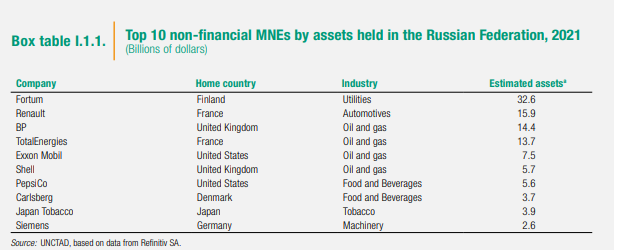 Box table I.1.1.
Top 10 non-financial MNEs by assets held in the Russian Federation, 2021
(Billions of dollars)
Company Home country Industry Estimated assetsª
Fortum Finland Utilities 32.6
Renault France Automotives 15.9
BP United Kingdom Oil and gas 14.4
TotalEnergies France Oil and gas 13.7
Exxon Mobil United States Oil and gas 7.5
Shell United Kingdom Oil and gas 5.7
PepsiCo United States Food and Beverages 5.6
Carlsberg Denmark Food and Beverages 3.7
Japan Tobacco Japan Tobacco 3.9
Siemens Germany Machinery 2.6
Source: UNCTAD, based on data from Refinitiv SA.